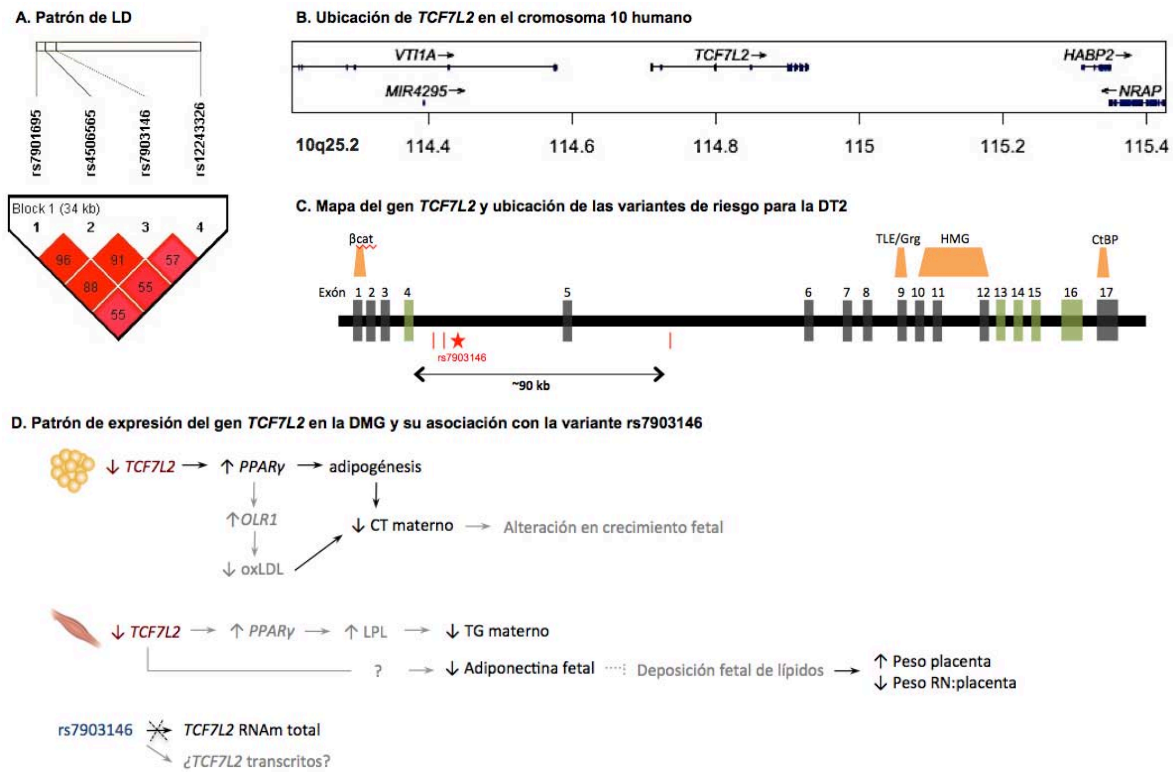 A. Patrón de LD
rs7901695
rs4506565
rs7903146
rs12243326
Block 1 (34 kb)
1 2 3 4
96 91 57
88 55
55
B. Ubicación de TCF7L2 en el cromosoma 10 humano
VTI1A→ TCF7L2→ HABP2→
MIR4295→ ←NRAP
10q25.2 114.4 114.6 114.8 115 115.2 115.4
C. Mapa del gen TCF7L2 y ubicación de las variantes de riesgo para la DT2
βcat TLE/Grg HMG CtBP
Exón 1 2 3 4 5 6 7 8 9 10 11 12 13 14 15 16 17
rs7903146
~90 kb
D. Patrón de expresión del gen TCF7L2 en la DMG y su asociación con la variante rs7903146
↓ TCF7L2 → ↑ PPARγ → adipogénesis
↑OLR1 ↓ CT materno → Alteración en crecimiento fetal
↓ oxLDL
↓ TCF7L2 → ↑ PPARγ → ↑ LPL → ↓ TG materno
? → ↓ Adiponectina fetal Deposición fetal de lípidos → ↑ Peso placenta
↓ Peso RN:placenta
rs7903146 TCF7L2 RNAm total
¿TCF7L2 transcritos?